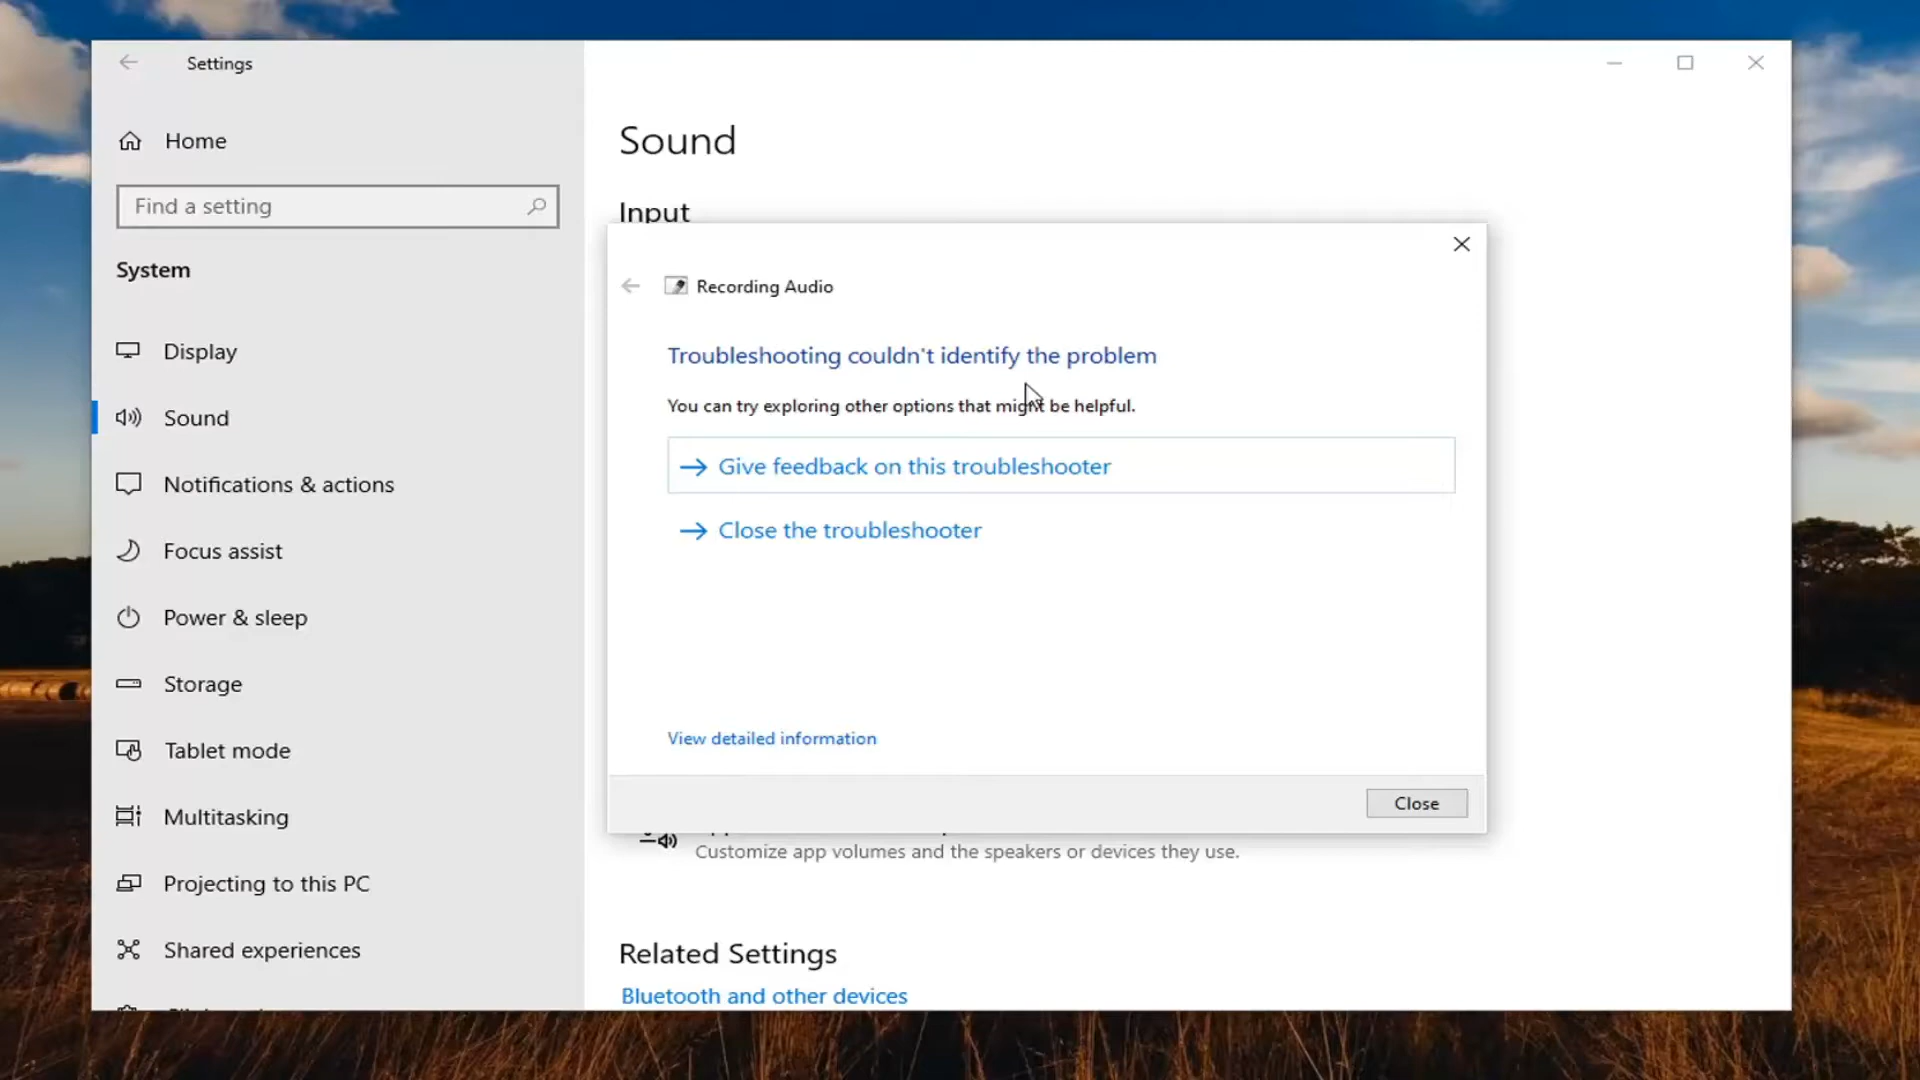 Settings
Home
Find a setting
System
Display
Sound
Notifications & actions
Focus assist
Power & sleep
Storage
Tablet mode
Multitasking
Projecting to this PC
Shared experiences
Sound
Input
Recording Audio
Troubleshooting couldn't identify the problem
You can try exploring other options that might be helpful.
Give feedback on this troubleshooter
Close the troubleshooter
View detailed information
Close
Customize app volumes and the speakers or devices they use.
Related Settings
Bluetooth and other devices